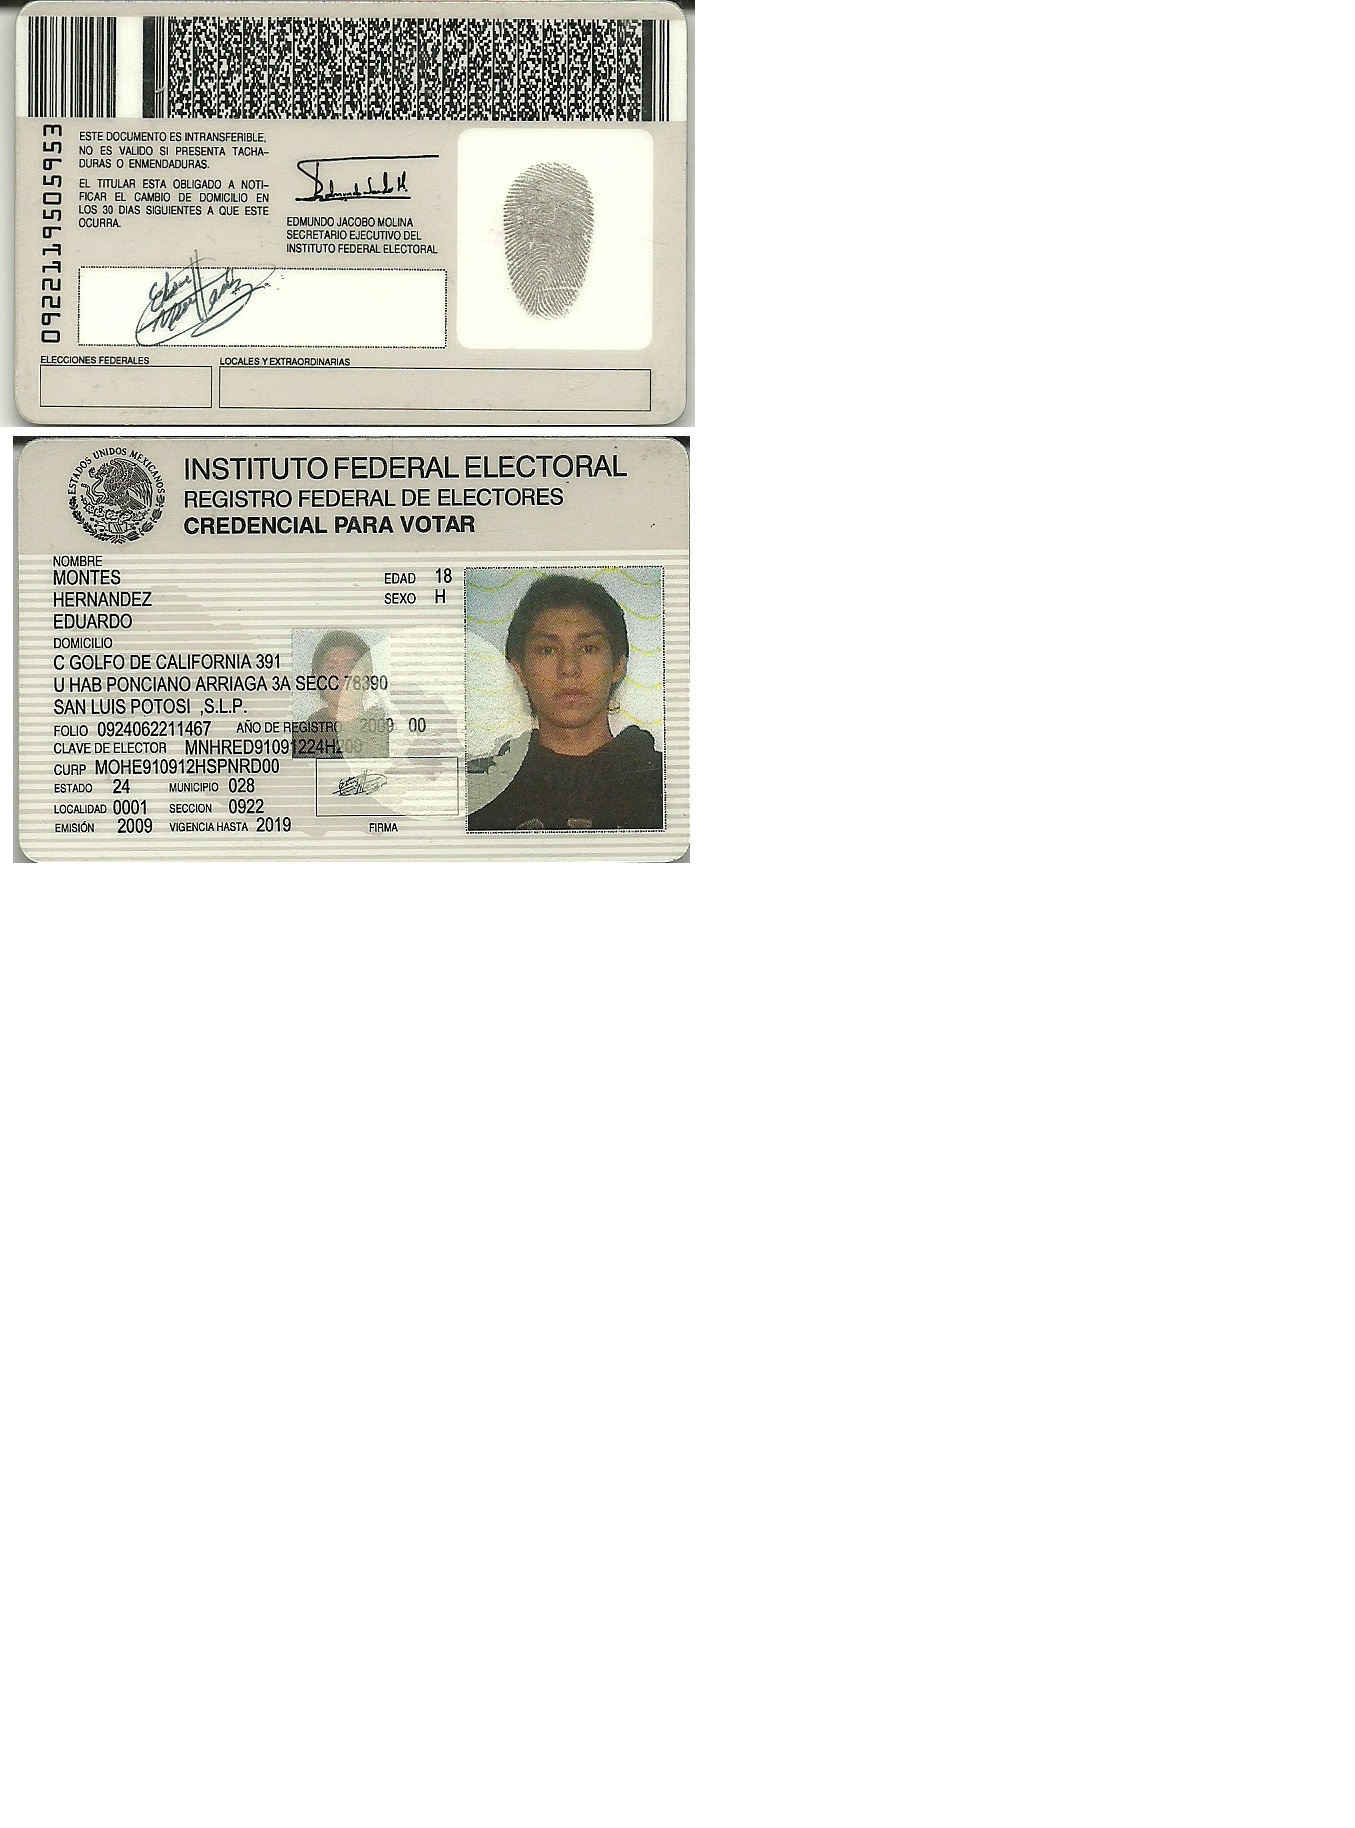 0922119505953
ESTE DOCUMENTO ES INTRANSFERIBLE,
NO ES VALIDO SI PRESENTA TACHA-
DURAS O ENMENDADURAS.
EL TITULAR ESTA OBLIGADO A NOTI-
FICAR EL CAMBIO DE DOMICILIO EN
LOS 30 DIAS SIGUIENTES A QUE ESTE
OCURRA.
EDMUNDO JACOBO MOLINA
SECRETARIO EJECUTIVO DEL
INSTITUTO FEDERAL ELECTORAL
ELECCIONES FEDERALES
LOCALES Y EXTRAORDINARIAS
ESTADOS UNIDOS MEXICANOS
INSTITUTO FEDERAL ELECTORAL
REGISTRO FEDERAL DE ELECTORES
CREDENCIAL PARA VOTAR
NOMBRE
MONTES
HERNANDEZ
EDUARDO
EDAD 18
SEXO H
DOMICILIO
C GOLFO DE CALIFORNIA 391
U HAB PONCIANO ARRIAGA 3A SECC 78390
SAN LUIS POTOSI ,S.L.P.
FOLIO 0924062211467 AÑO DE REGISTRO 2009 00
CLAVE DE ELECTOR MNHRED91091224H200
CURP MOHE910912HSPNRD00
ESTADO 24 MUNICIPIO 028
LOCALIDAD 0001 SECCION 0922
EMISIÓN 2009 VIGENCIA HASTA 2019 FIRMA